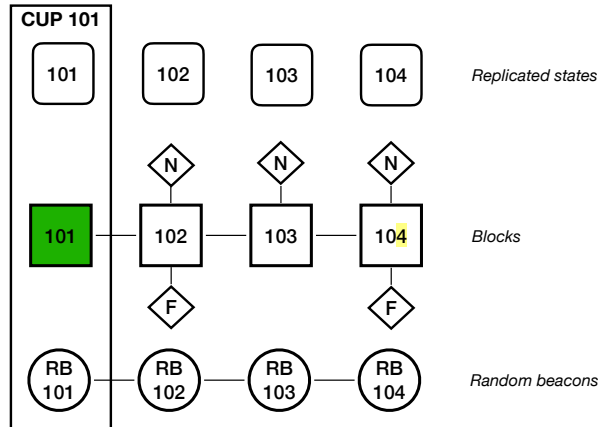 CUP 101
101 102 103 104 Replicated states
N N N
101 102 103 104 Blocks
F F
RB RB RB RB
101 102 103 104 Random beacons